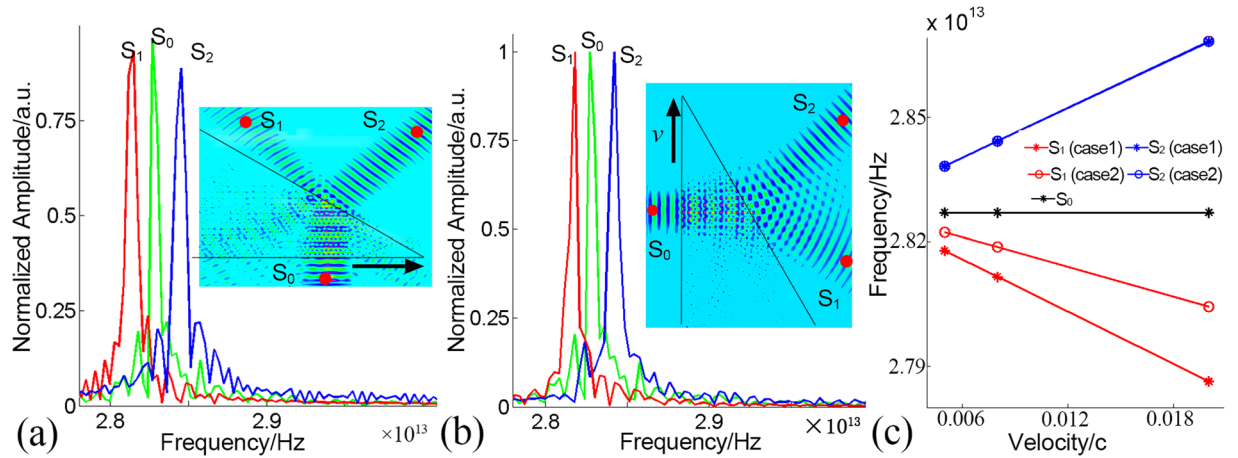 S1 S0 S2
Normalized Amplitude/a.u.
0.75
0.5
0.25
0
2.8 2.9
Frequency/Hz ×10^13
S1 S2
S0
(a)
S1 S0 S2
Normalized Amplitude/a.u.
1
0.75
0.5
0.25
0
2.8 2.9
Frequency/Hz ×10^13
v
S2
S0
S1
(b)
x 10^13
Frequency/Hz
2.85
2.82
2.79
S1 (case1) S2 (case1)
S1 (case2) S2 (case2)
S0
0.006 0.012 0.018
Velocity/c
(c)